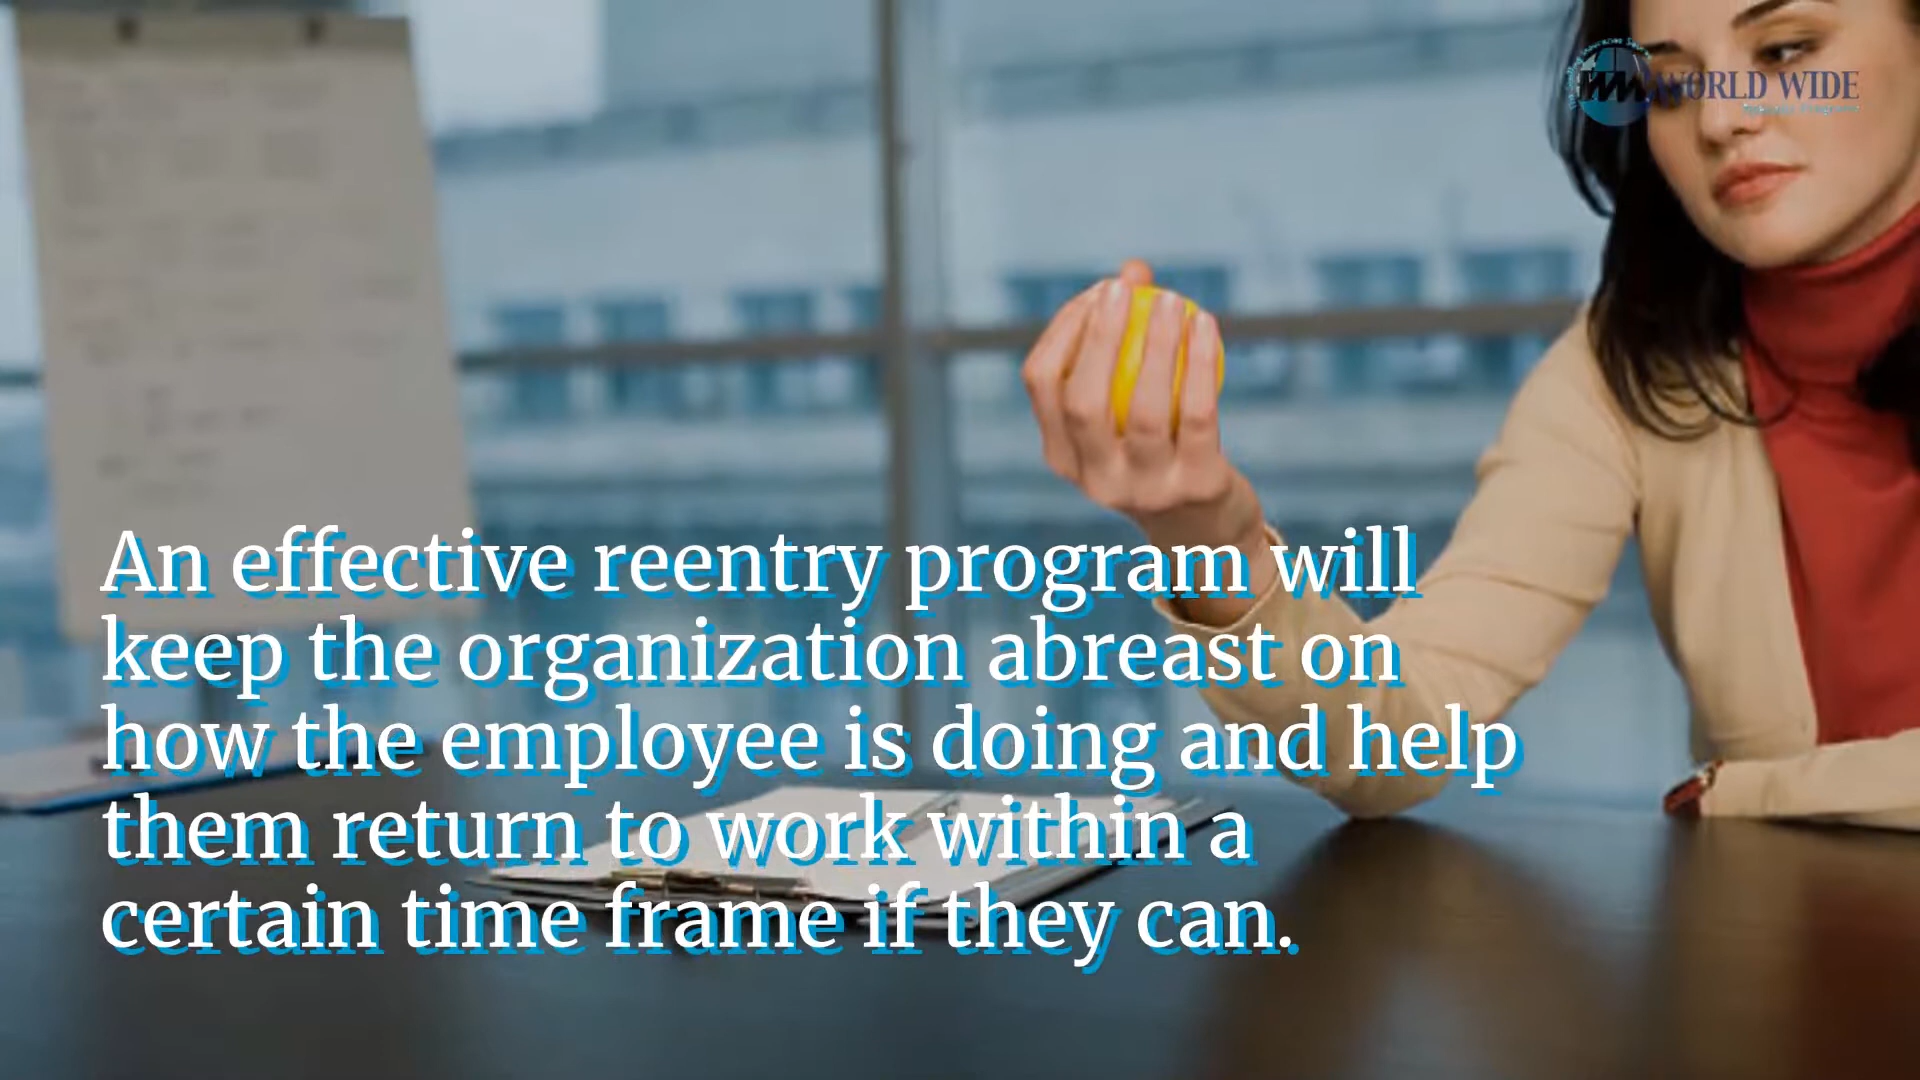 WORLD WIDE
An effective reentry program will
keep the organization abreast on
how the employee is doing and help
them return to work within a
certain time frame if they can.